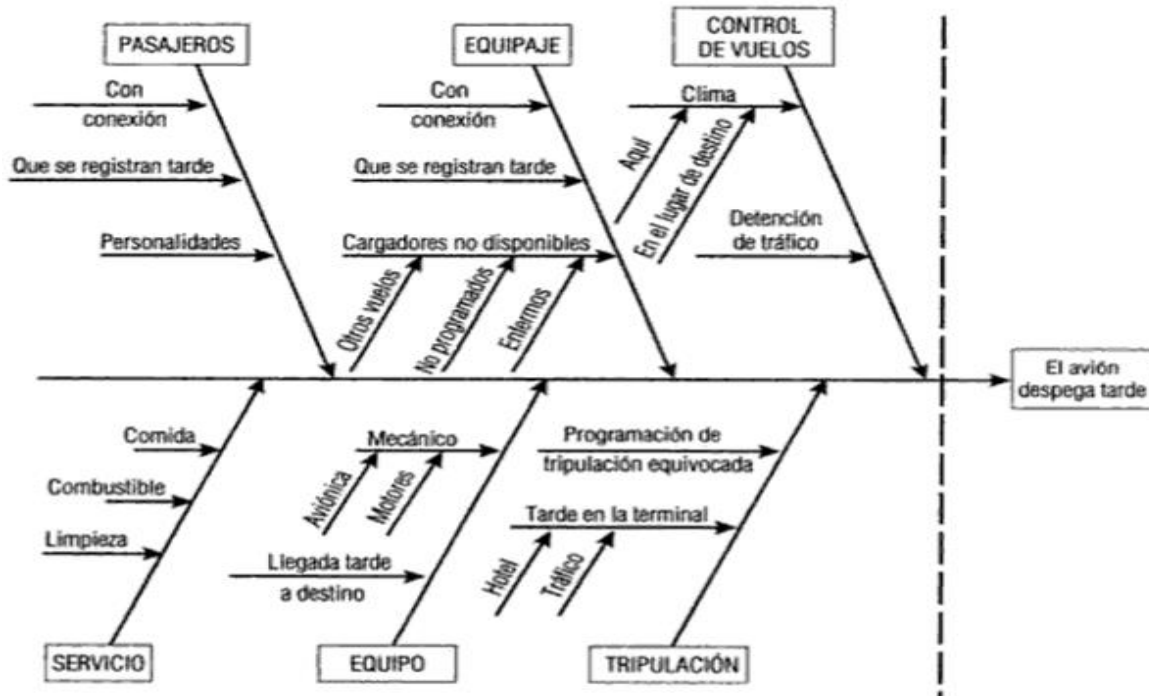 PASAJEROS
EQUIPAJE
CONTROL
DE VUELOS
Con
conexión
Que se registran tarde
Personalidades
Con
conexión
Que se registran tarde
Cargadores no disponibles
Otros vuelos
No programados
Enfermos
Clima
Aquí
En el lugar de destino
Detención
de tráfico
El avión
despega tarde
Comida
Combustible
Limpieza
Mecánico
Aviónica
Motores
Llegada tarde
a destino
Programación de
tripulación equivocada
Tarde en la terminal
Hotel
Tráfico
SERVICIO
EQUIPO
TRIPULACIÓN